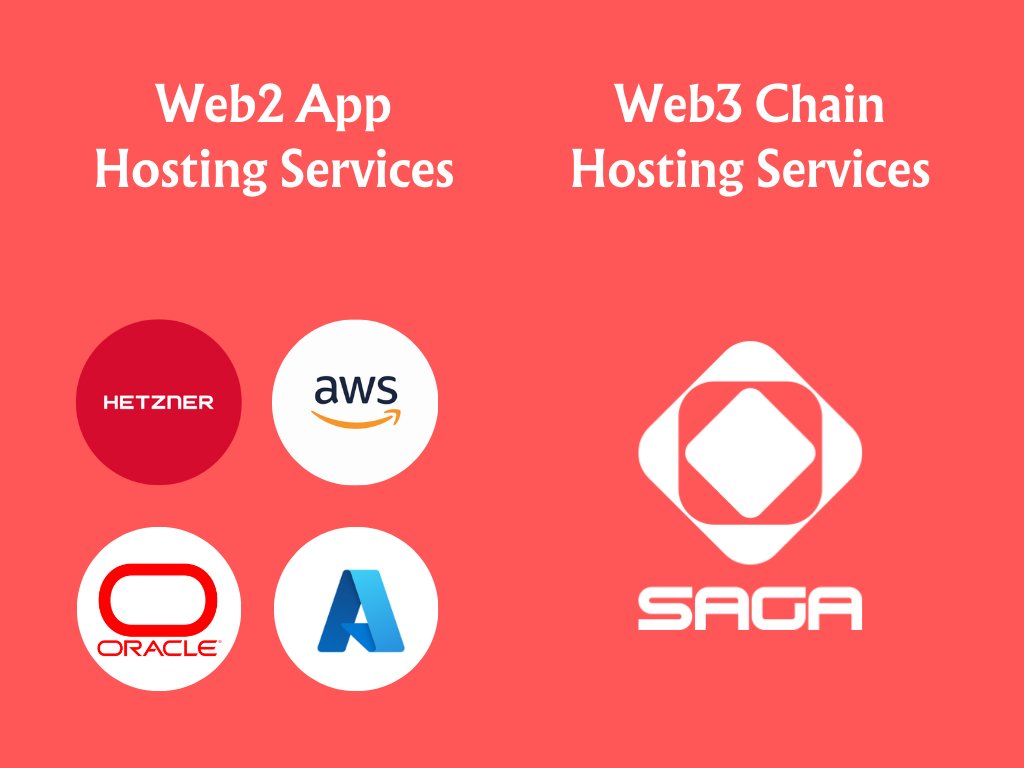 Web2 App
Hosting Services
Web3 Chain
Hosting Services
HETZNER
aws
ORACLE
SAGA